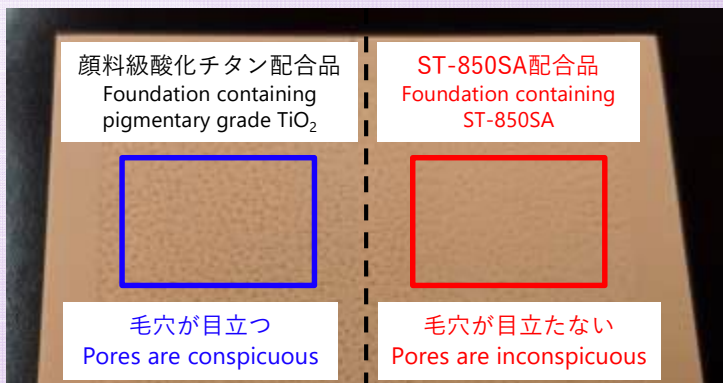 顔料級酸化チタン配合品
Foundation containing
pigmentary grade TiO₂
ST-850SA配合品
Foundation containing
ST-850SA
毛穴が目立つ
Pores are conspicuous
毛穴が目立たない
Pores are inconspicuous